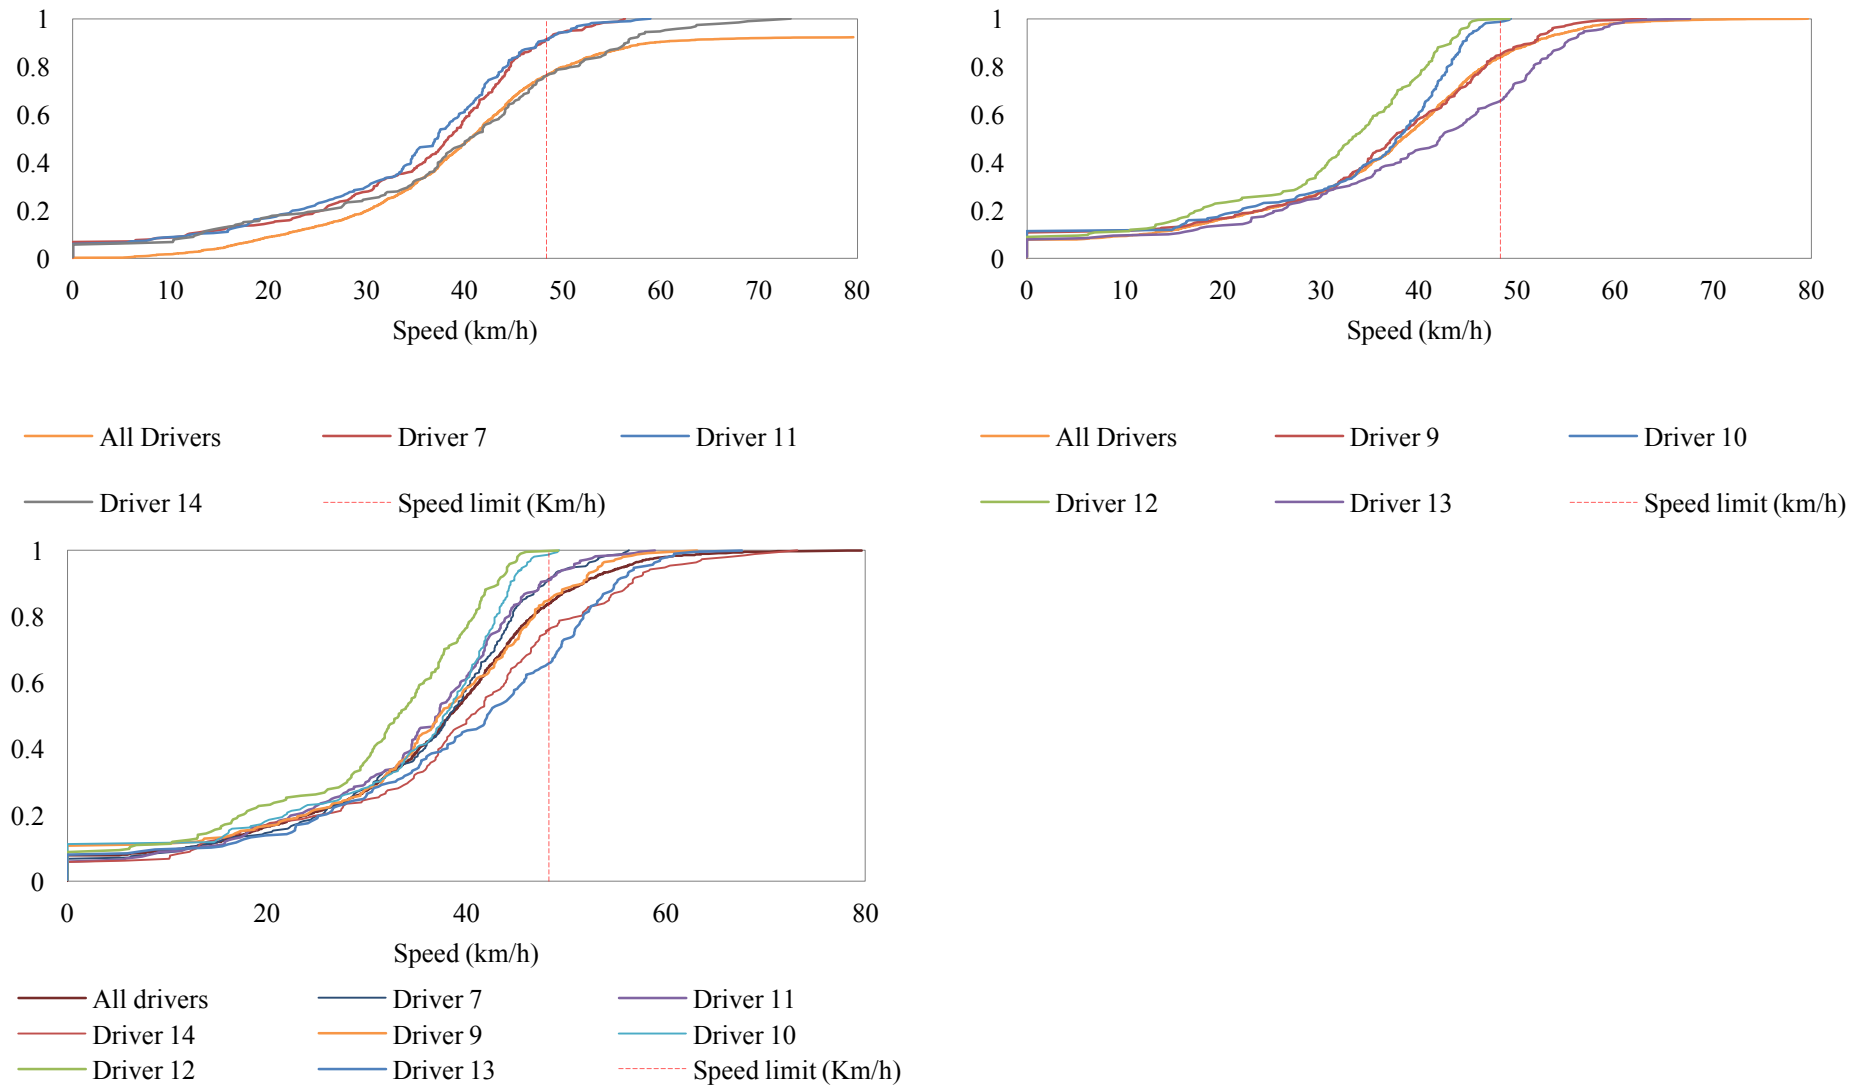 1
0.8
0.6
0.4
0.2
0
0 10 20 30 40 50 60 70 80
Speed (km/h)
All Drivers Driver 7 Driver 11
Driver 14 Speed limit (Km/h)
1
0.8
0.6
0.4
0.2
0
0 10 20 30 40 50 60 70 80
Speed (km/h)
All Drivers Driver 9 Driver 10
Driver 12 Driver 13 Speed limit (km/h)
1
0.8
0.6
0.4
0.2
0
0 20 40 60 80
Speed (km/h)
All drivers Driver 7 Driver 11
Driver 14 Driver 9 Driver 10
Driver 12 Driver 13 Speed limit (Km/h)